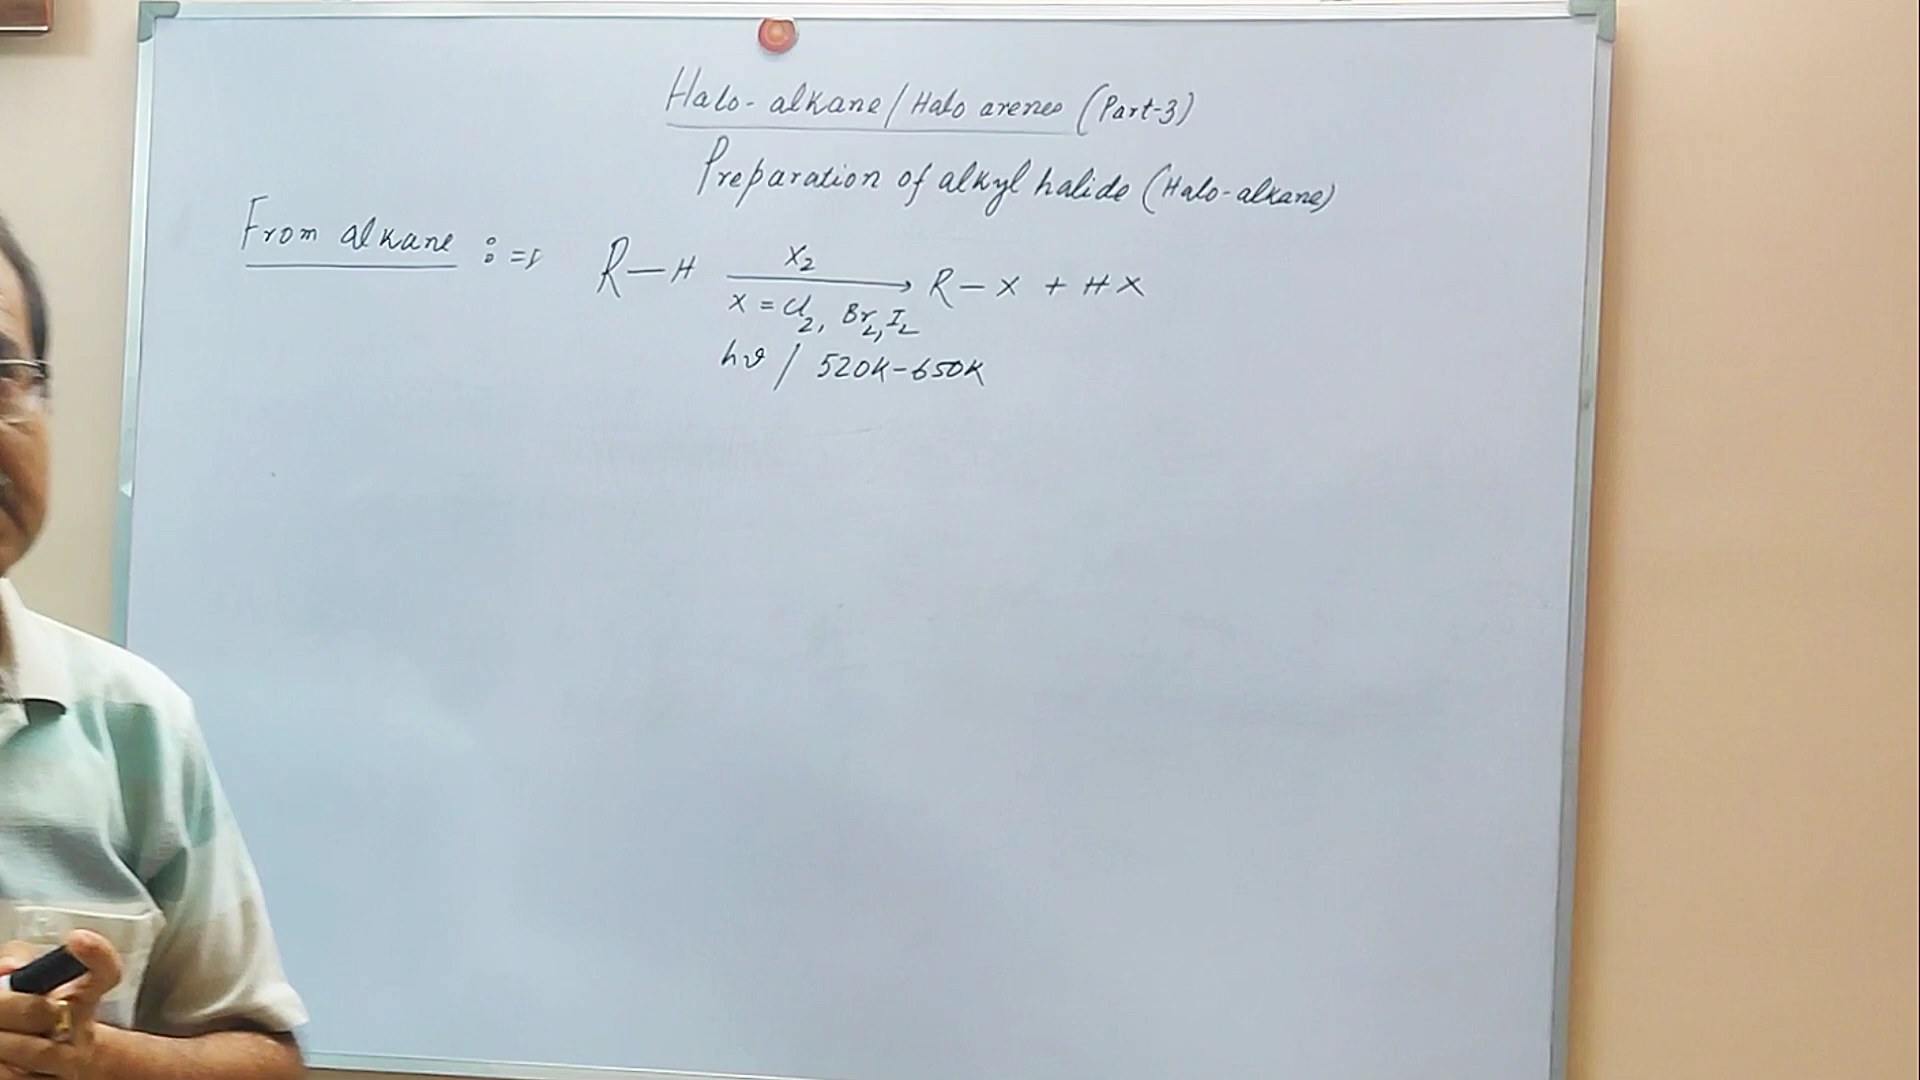 Halo-alkane/Halo arenes (Part-3)
Preparation of alkyl halide (Halo-alkane)
From alkane :=> R-H X2 → R-X + HX
X = Cl2, Br2, I2
hν / 520K-650K